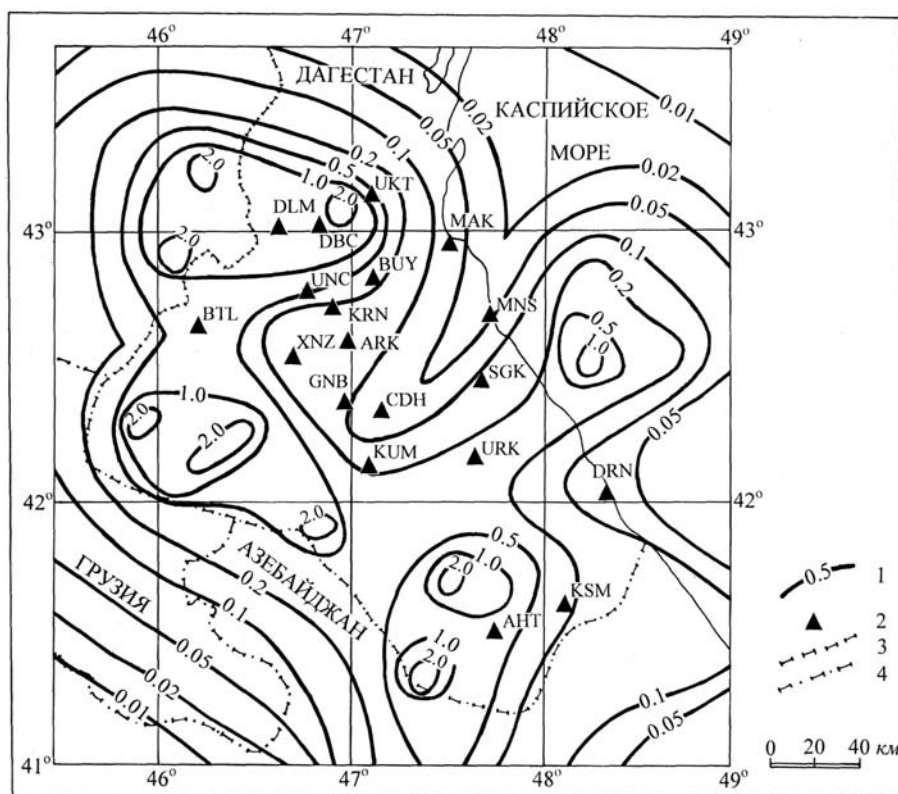 46° 47° 48° 49°
ДАГЕСТАН
КАСПИЙСКОЕ
МОРЕ
0.01
0.02
0.05
0.1
0.2
0.5
1.0
2.0
2.0
UKT
0.02
0.05
0.1
0.2
0.5
1.0
DLM
DBC
MAK
43° 43°
2.0
UNC
BUY
BTL
KRN
MNS
XNZ
ARK
GNB
CDH
SGK
1.0
2.0
2.0
KUM
URK
0.05
DRN
42° 42°
2.0
АЗЕБАЙДЖАН
ГРУЗИЯ
0.2
0.1
0.05
0.02
0.01
0.5
1.0
2.0
KSM
AHT
1.0
2.0
0.1
0.05
0.5 1
2
3
4
0 20 40 км
41° 41°
46° 47° 48° 49°